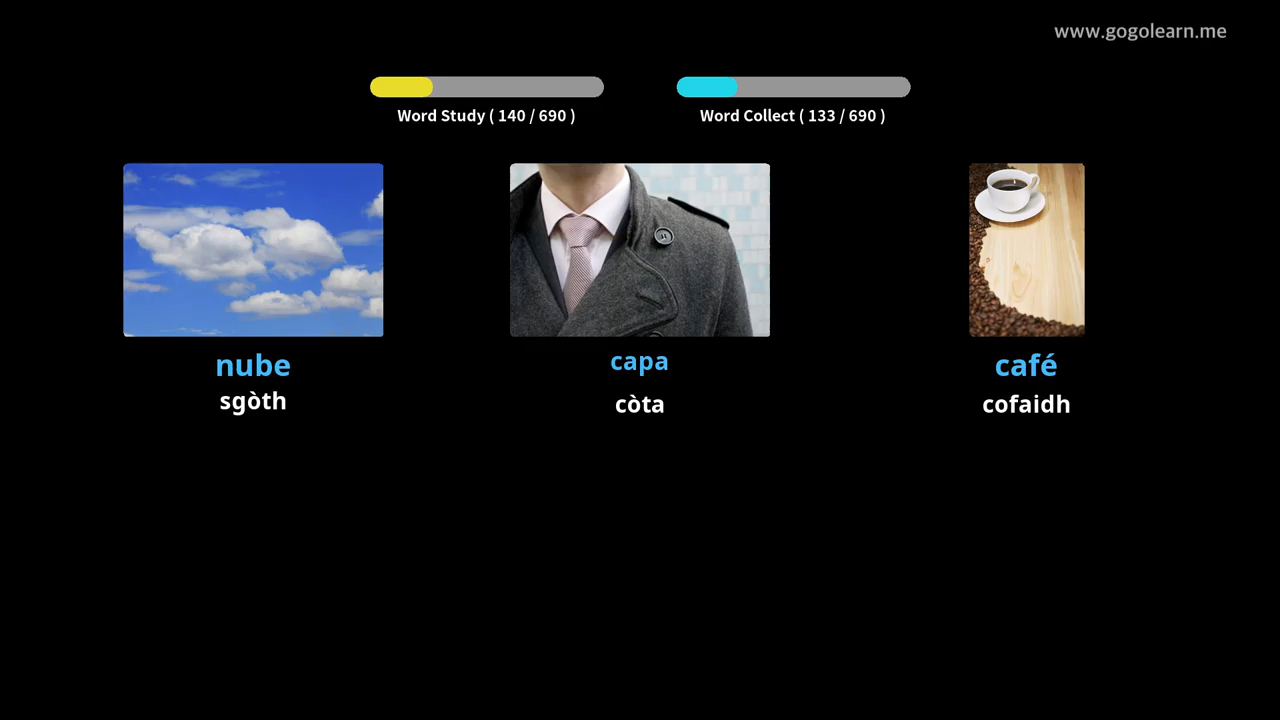 www.gogolearn.me
Word Study ( 140 / 690 )
Word Collect ( 133 / 690 )
nube
sgòth
capa
còta
café
cofaidh